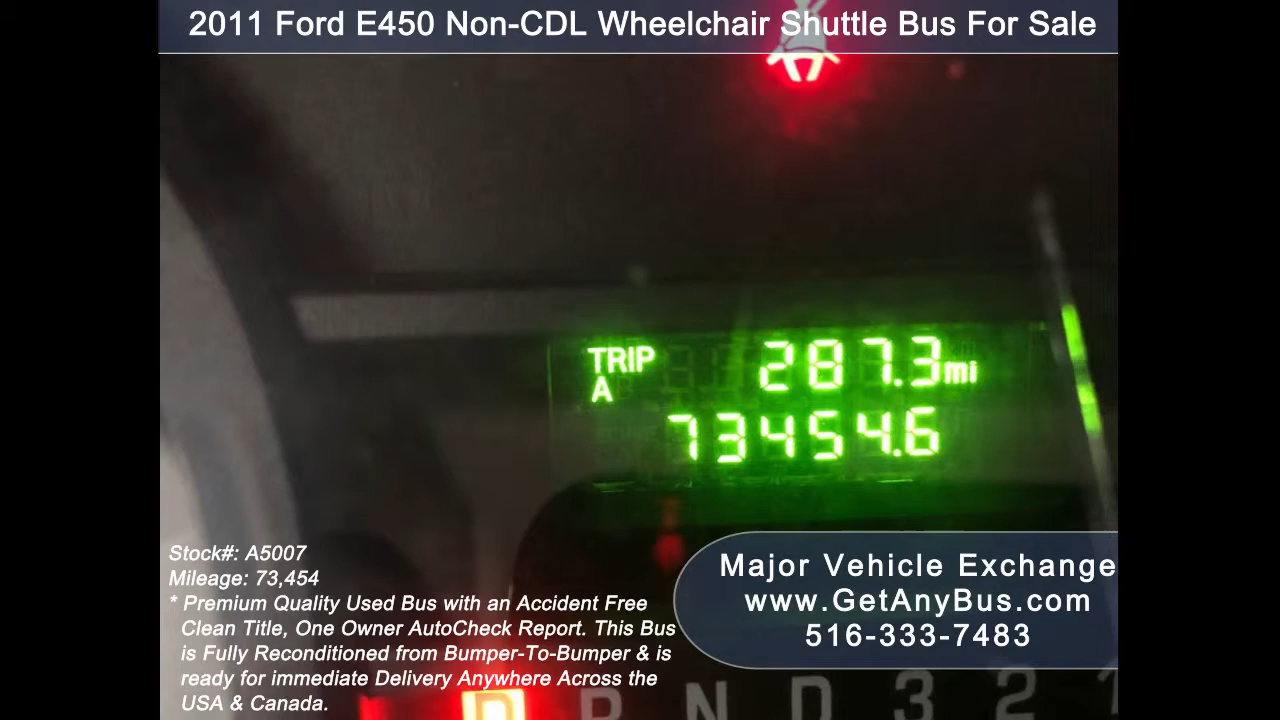 2011 Ford E450 Non-CDL Wheelchair Shuttle Bus For Sale
TRIP 287.3 mi
A
73454.6
Stock#: A5007
Mileage: 73,454
* Premium Quality Used Bus with an Accident Free
Clean Title, One Owner AutoCheck Report. This Bus
is Fully Reconditioned from Bumper-To-Bumper & is
ready for immediate Delivery Anywhere Across the
USA & Canada.
Major Vehicle Exchange
www.GetAnyBus.com
516-333-7483
R N D 3 2